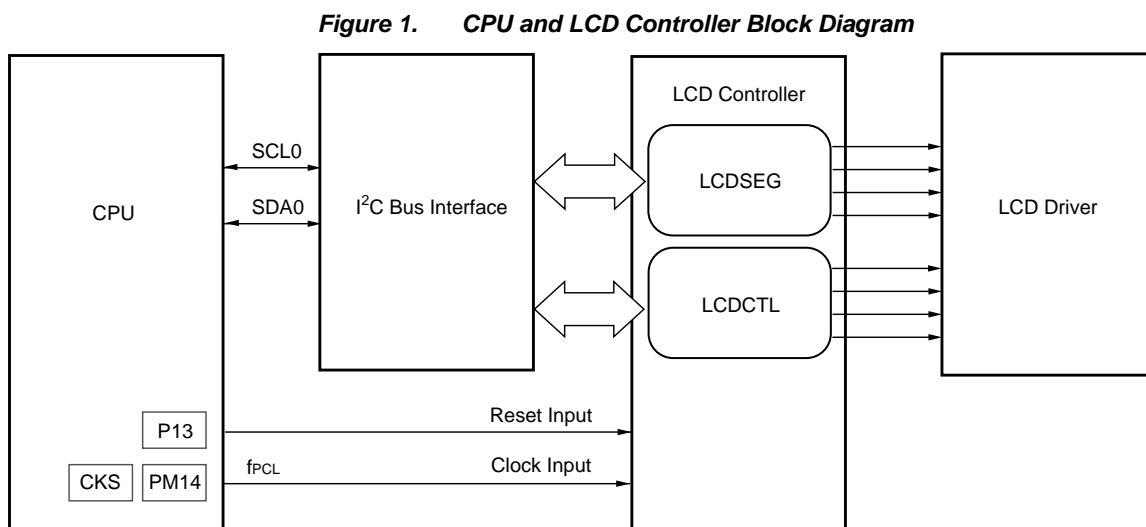 Figure 1. CPU and LCD Controller Block Diagram
LCD Controller
SCL0
SDA0
CPU
I²C Bus Interface
LCDSEG
LCD Driver
LCDCTL
P13
Reset Input
CKS
PM14
fPCL
Clock Input